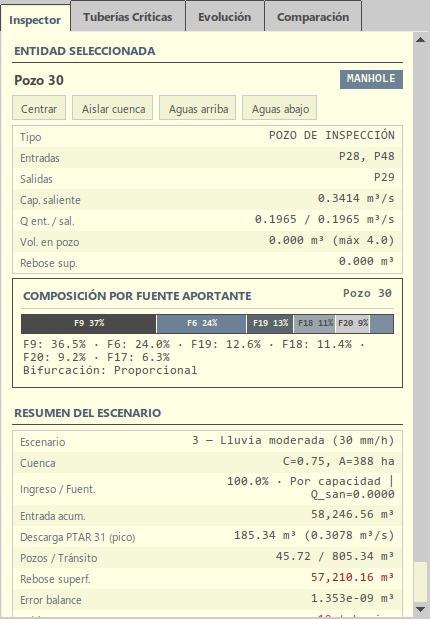 Inspector
Tuberías Críticas
Evolución
Comparación
ENTIDAD SELECCIONADA
Pozo 30
MANHOLE
Centrar
Aislar cuenca
Aguas arriba
Aguas abajo
Tipo
POZO DE INSPECCIÓN
Entradas
P28, P48
Salidas
P29
Cap. saliente
0.3414 m³/s
Q ent. / sal.
0.1965 / 0.1965 m³/s
Vol. en pozo
0.000 m³ (máx 4.0)
Rebose sup.
0.000 m³
COMPOSICIÓN POR FUENTE APORTANTE
Pozo 30
F9 37%
F6 24%
F19 13%
F18 11%
F20 9%
F9: 36.5% · F6: 24.0% · F19: 12.6% · F18: 11.4% ·
F20: 9.2% · F17: 6.3%
Bifurcación: Proporcional
RESUMEN DEL ESCENARIO
Escenario
3 — Lluvia moderada (30 mm/h)
Cuenca
C=0.75, A=388 ha
Ingreso / Fuent.
100.0% · Por capacidad |
Q_san=0.0000
Entrada acum.
58,246.56 m³
Descarga PTAR 31 (pico)
185.34 m³ (0.3078 m³/s)
Pozos / Tránsito
45.72 / 805.34 m³
Rebose superf.
57,210.16 m³
Error balance
1.353e-09 m³